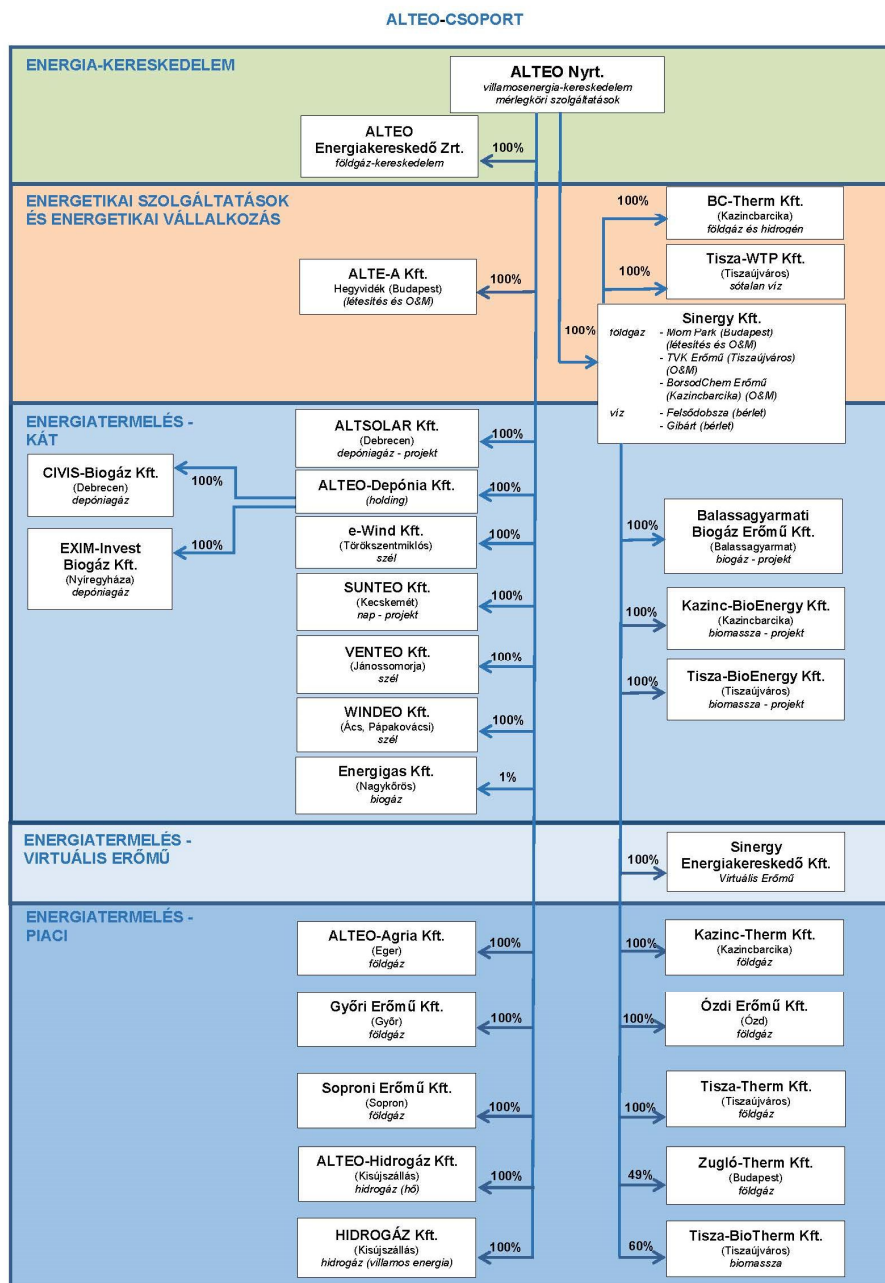 ALTEO-CSOPORT
ENERGIA-KERESKEDELEM
ALTEO Nyrt.
villamosenergia-kereskedelem
mérlegköri szolgáltatások
ALTEO
Energiakereskedő Zrt.
földgáz-kereskedelem
100%
ENERGETIKAI SZOLGÁLTATÁSOK
ÉS ENERGETIKAI VÁLLALKOZÁS
100%
BC-Therm Kft.
(Kazincbarcika)
földgáz és hidrogén
ALTE-A Kft.
Hegyvidék (Budapest)
(létesítés és O&M)
100%
100%
Tisza-WTP Kft.
(Tiszaújváros)
sótalan víz
100%
Sinergy Kft.
földgáz - Mom Park (Budapest)
(létesítés és O&M)
- TVK Erőmű (Tiszaújváros)
(O&M)
- BorsodChem Erőmű
(Kazincbarcika) (O&M)
víz - Felsődobsza (bérlet)
- Gibárt (bérlet)
ENERGIATERMELÉS -
KÁT
ALTSOLAR Kft.
(Debrecen)
depóniagáz - projekt
100%
CIVIS-Biogáz Kft.
(Debrecen)
depóniagáz
100%
ALTEO-Depónia Kft.
(holding)
100%
EXIM-Invest
Biogáz Kft.
(Nyíregyháza)
depóniagáz
100%
e-Wind Kft.
(Törökszentmiklós)
szél
100%
100%
Balassagyarmati
Biogáz Erőmű Kft.
(Balassagyarmat)
biogáz - projekt
SUNTEO Kft.
(Kecskemét)
nap - projekt
100%
100%
Kazinc-BioEnergy Kft.
(Kazincbarcika)
biomassza - projekt
VENTEO Kft.
(Jánossomorja)
szél
100%
100%
Tisza-BioEnergy Kft.
(Tiszaújváros)
biomassza - projekt
WINDEO Kft.
(Ács, Pápakovácsi)
szél
100%
Energigas Kft.
(Nagykőrös)
biogáz
1%
ENERGIATERMELÉS -
VIRTUÁLIS ERŐMŰ
100%
Sinergy
Energiakereskedő Kft.
Virtuális Erőmű
ENERGIATERMELÉS -
PIACI
ALTEO-Agria Kft.
(Eger)
földgáz
100%
100%
Kazinc-Therm Kft.
(Kazincbarcika)
földgáz
Győri Erőmű Kft.
(Győr)
földgáz
100%
100%
Ózdi Erőmű Kft.
(Ózd)
földgáz
Soproni Erőmű Kft.
(Sopron)
földgáz
100%
100%
Tisza-Therm Kft.
(Tiszaújváros)
földgáz
ALTEO-Hidrogáz Kft.
(Kisújszállás)
hidrogáz (hő)
100%
49%
Zugló-Therm Kft.
(Budapest)
földgáz
HIDROGÁZ Kft.
(Kisújszállás)
hidrogáz (villamos energia)
100%
60%
Tisza-BioTherm Kft.
(Tiszaújváros)
biomassza